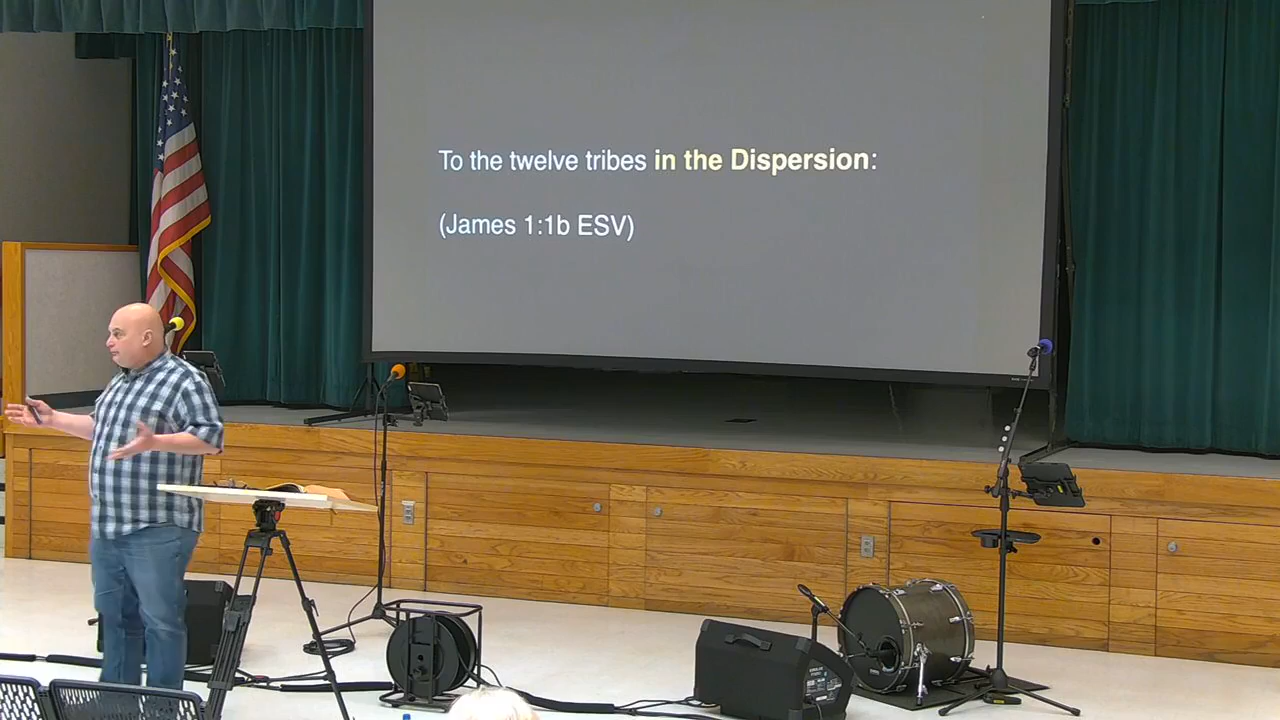 To the twelve tribes in the Dispersion:
(James 1:1b ESV)